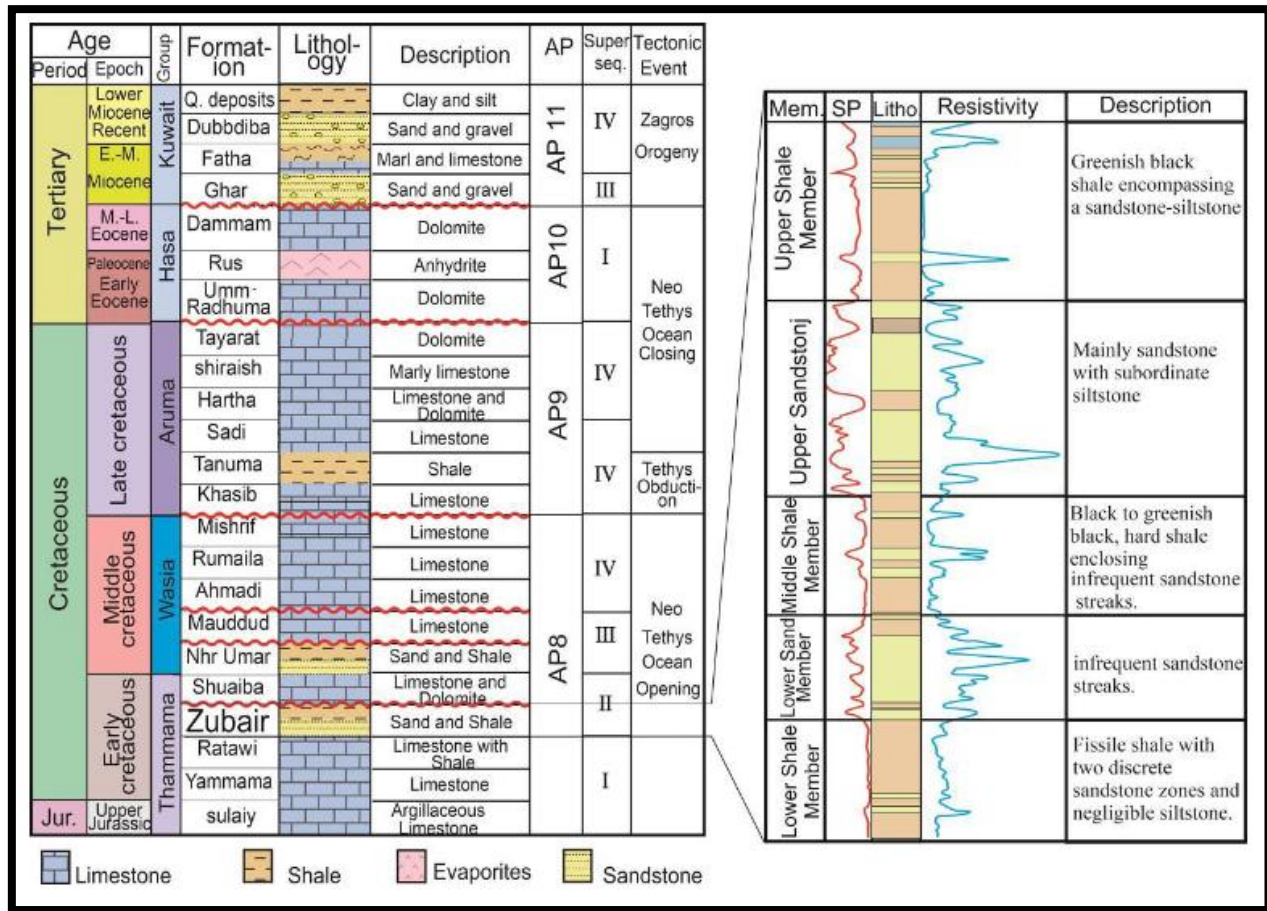 Age
Period Epoch
Group
Format-
ion
Lithol-
ogy
Description
AP
Super
seq.
Tectonic
Event
Tertiary
Cretaceous
Jur.
Lower
Miocene
Recent
E.-M.
Miocene
M.-L.
Eocene
Paleocene
Early
Eocene
Late cretaceous
Middle
cretaceous
Early
cretaceous
Upper
Jurassic
Kuwait
Hasa
Aruma
Wasia
Thammama
Q. deposits
Clay and silt
Dubbdiba
Sand and gravel
Fatha
Marl and limestone
Ghar
Sand and gravel
Dammam
Dolomite
Rus
Anhydrite
Umm-
Radhuma
Dolomite
Tayarat
Dolomite
shiraish
Marly limestone
Hartha
Limestone and
Dolomite
Sadi
Limestone
Tanuma
Shale
Khasib
Limestone
Mishrif
Limestone
Rumaila
Limestone
Ahmadi
Limestone
Mauddud
Limestone
Nhr Umar
Sand and Shale
Shuaiba
Limestone and
Dolomite
Zubair
Sand and Shale
Ratawi
Limestone with
Shale
Yammama
Limestone
sulaiy
Argillaceous
Limestone
AP 11
AP10
AP9
AP8
IV
III
I
IV
IV
IV
III
II
I
Zagros
Orogeny
Neo
Tethys
Ocean
Closing
Tethys
Obducti-
on
Neo
Tethys
Ocean
Opening
Limestone
Shale
Evaporites
Sandstone
Mem. SP Litho Resistivity Description
Upper Shale
Member
Greenish black
shale encompassing
a sandstone-siltstone
Upper Sandstonj
Mainly sandstone
with subordinate
siltstone
Middle Shale
Member
Black to greenish
black, hard shale
enclosing
infrequent sandstone
streaks.
Lower Sand
Member
infrequent sandstone
streaks.
Lower Shale
Member
Fissile shale with
two discrete
sandstone zones and
negligible siltstone.